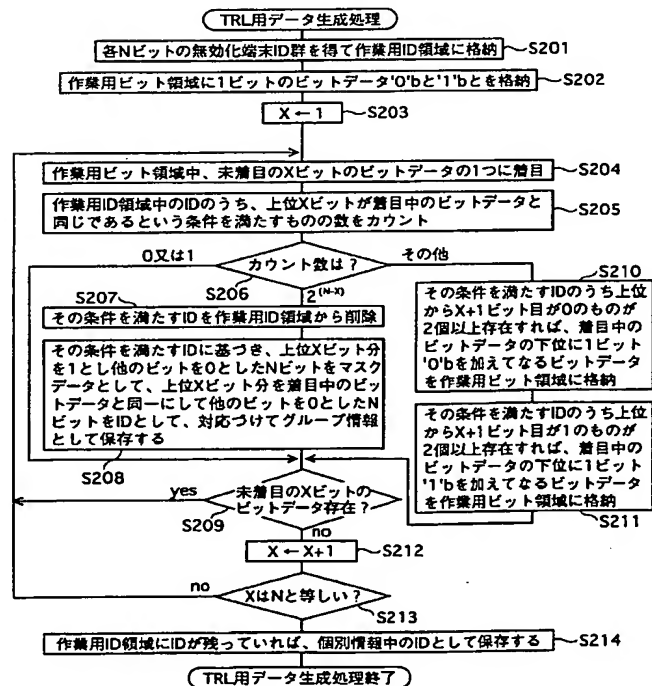 TRL用データ生成処理
各Nビットの無効化端末ID群を得て作業用ID領域に格納
S201
作業用ビット領域に1ビットのビットデータ'0'bと'1'bとを格納
S202
X ← 1
S203
作業用ビット領域中、未着目のXビットのビットデータの1つに着目
S204
作業用ID領域中のIDのうち、上位Xビットが着目中のビットデータと
同じであるという条件を満たすものの数をカウント
S205
0又は1
カウント数は?
その他
S206
2^(N-X)
S207
その条件を満たすIDを作業用ID領域から削除
その条件を満たすIDに基づき、上位Xビット分
を1とし他のビットを0としたNビットをマスク
データとして、上位Xビット分を着目中のビッ
トデータと同一にして他のビットを0としたN
ビットをIDとして、対応づけてグループ情報
として保存する
S208
S210
その条件を満たすIDのうち上位
からX+1ビット目が0のものが
2個以上存在すれば、着目中の
ビットデータの下位に1ビット
'0'bを加えてなるビットデータ
を作業用ビット領域に格納
その条件を満たすIDのうち上位
からX+1ビット目が1のものが
2個以上存在すれば、着目中の
ビットデータの下位に1ビット
'1'bを加えてなるビットデータ
を作業用ビット領域に格納
S211
yes
未着目のXビットの
ビットデータ存在?
S209
no
X ← X+1
S212
no
XはNと等しい?
S213
作業用ID領域にIDが残っていれば、個別情報中のIDとして保存する
S214
TRL用データ生成処理終了